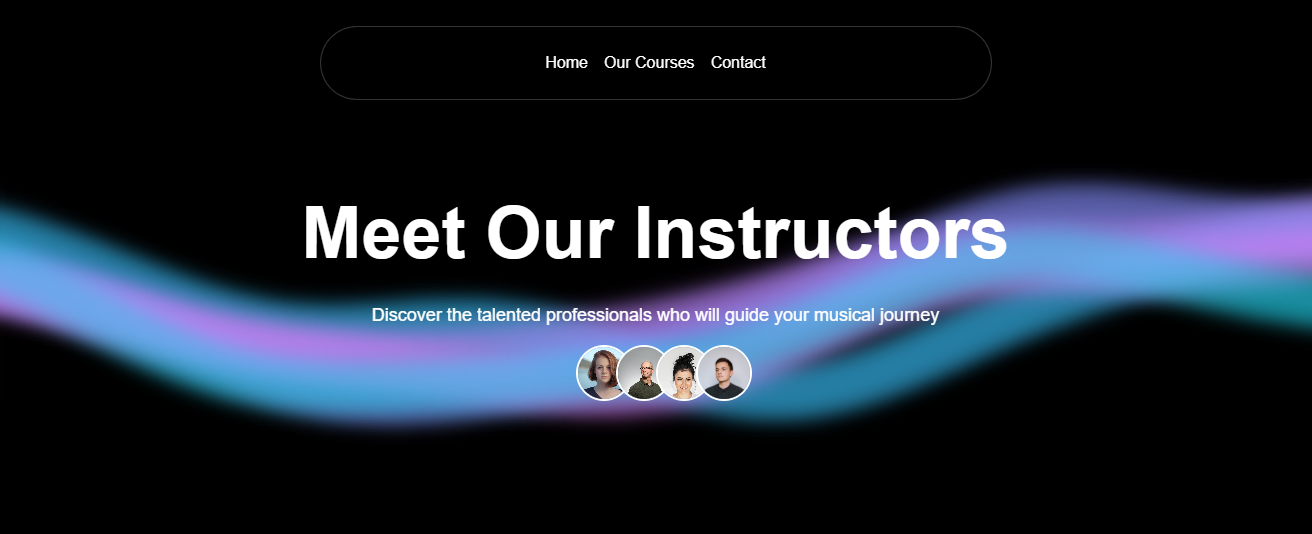 Home Our Courses Contact
Meet Our Instructors
Discover the talented professionals who will guide your musical journey